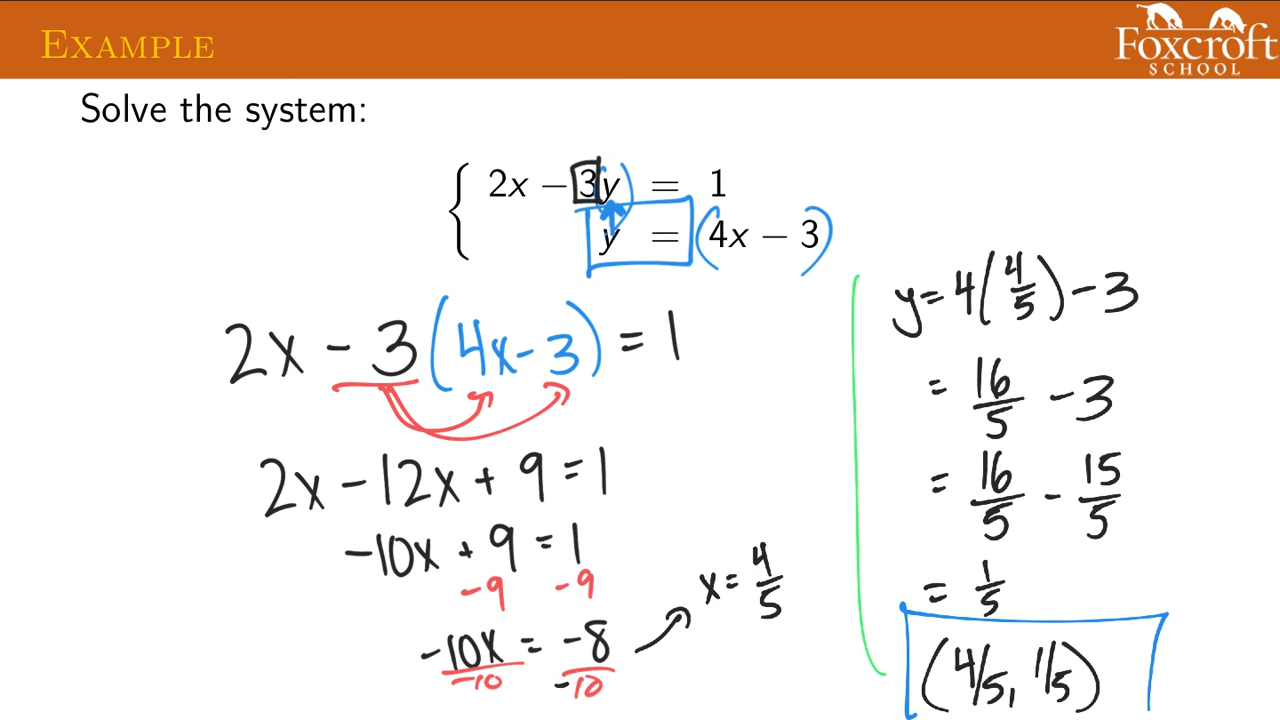 EXAMPLE
Foxcroft
SCHOOL
Solve the system:
2x − 3y = 1
y = (4x − 3)
2x − 3(4x − 3) = 1
2x − 12x + 9 = 1
−10x + 9 = 1
−9 −9
−10x = −8
−10 −10
x = 4/5
y = 4(4/5) − 3
= 16/5 − 3
= 16/5 − 15/5
= 1/5
(4/5, 1/5)